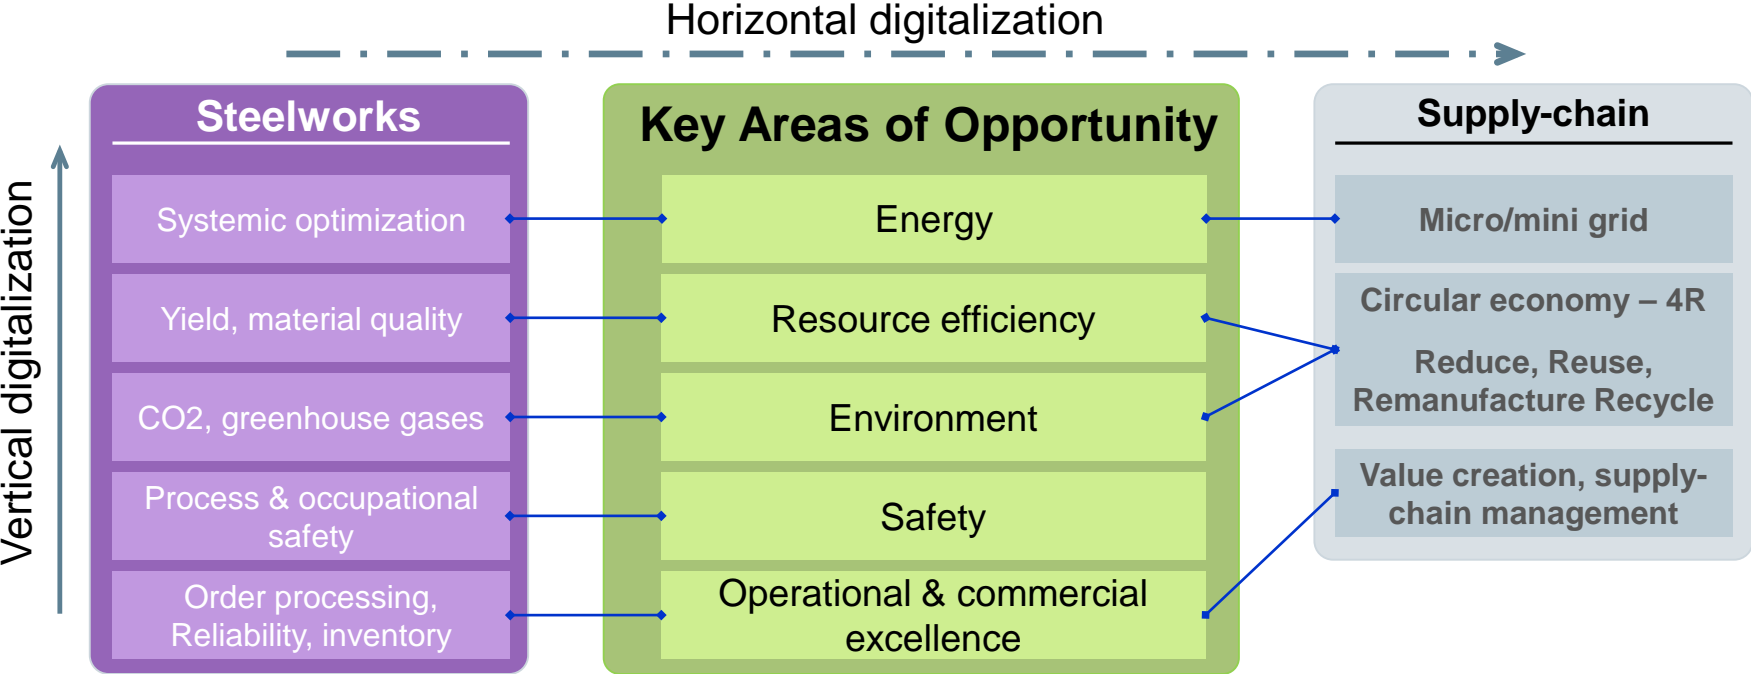 Horizontal digitalization
Vertical digitalization
Steelworks
Systemic optimization
Yield, material quality
CO2, greenhouse gases
Process & occupational
safety
Order processing,
Reliability, inventory
Key Areas of Opportunity
Energy
Resource efficiency
Environment
Safety
Operational & commercial
excellence
Supply-chain
Micro/mini grid
Circular economy – 4R
Reduce, Reuse,
Remanufacture Recycle
Value creation, supply-
chain management